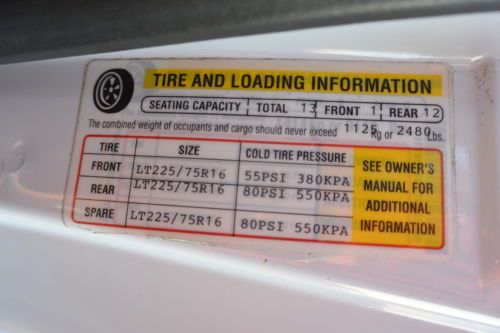 TIRE AND LOADING INFORMATION
SEATING CAPACITY TOTAL 13 FRONT 1 REAR 12
The combined weight of occupants and cargo should never exceed 1125 Kg or 2480 Lbs.
TIRE SIZE COLD TIRE PRESSURE SEE OWNER'S MANUAL FOR ADDITIONAL INFORMATION
FRONT LT225/75R16 55PSI 380KPA
REAR LT225/75R16 80PSI 550KPA
SPARE LT225/75R16 80PSI 550KPA